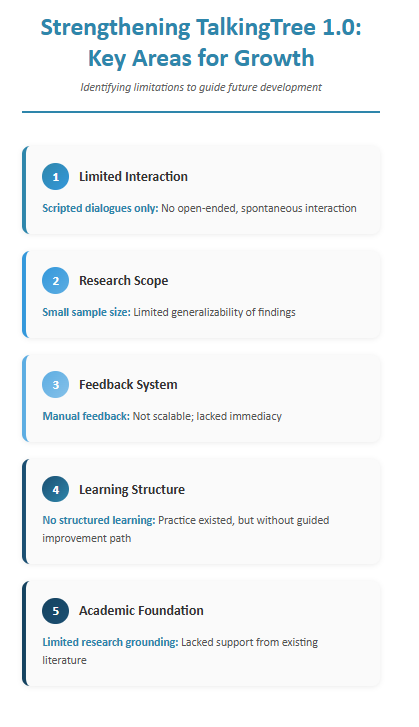 Strengthening TalkingTree 1.0:
Key Areas for Growth
Identifying limitations to guide future development
1 Limited Interaction
Scripted dialogues only: No open-ended, spontaneous interaction
2 Research Scope
Small sample size: Limited generalizability of findings
3 Feedback System
Manual feedback: Not scalable; lacked immediacy
4 Learning Structure
No structured learning: Practice existed, but without guided
improvement path
5 Academic Foundation
Limited research grounding: Lacked support from existing
literature